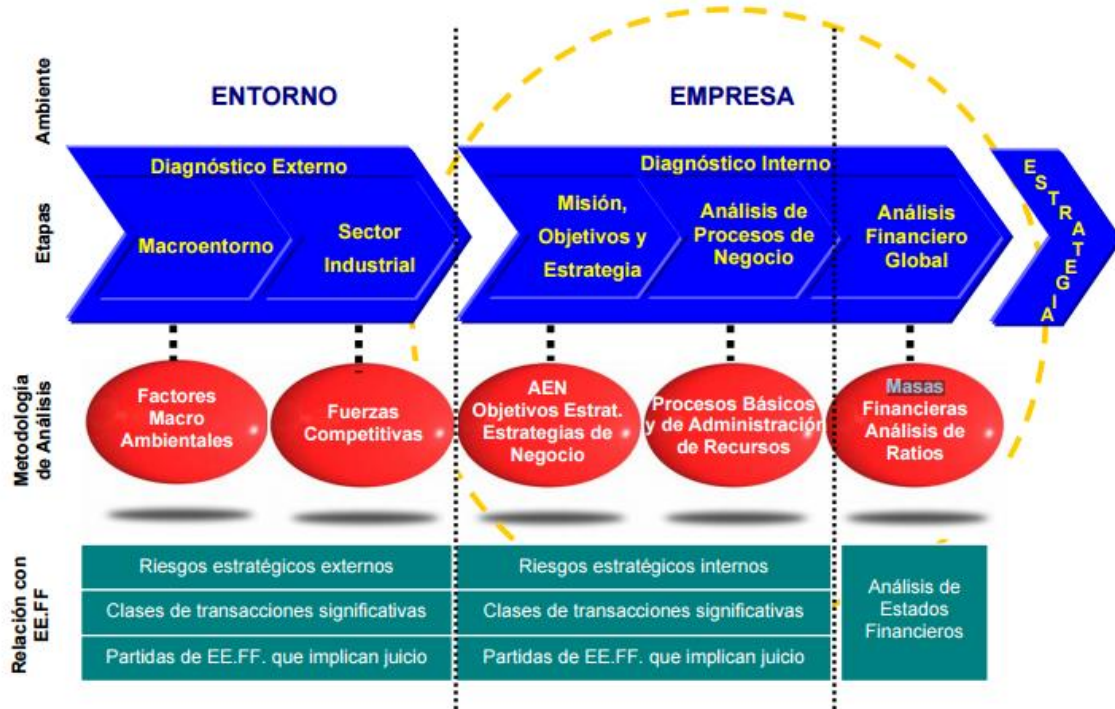 Ambiente
ENTORNO
EMPRESA
Etapas
Diagnóstico Externo
Macroentorno
Sector
Industrial
Diagnóstico Interno
Misión,
Objetivos y
Estrategia
Análisis de
Procesos de
Negocio
Análisis
Financiero
Global
ESTRATEGIA
Metodología
de Análisis
Factores
Macro
Ambientales
Fuerzas
Competitivas
AEN
Objetivos Estrat.
Estrategias de
Negocio
Procesos Básicos
y de Administración
de Recursos
Masas
Financieras
Análisis de
Ratios
Relación con
EE.FF
Riesgos estratégicos externos
Clases de transacciones significativas
Partidas de EE.FF. que implican juicio
Riesgos estratégicos internos
Clases de transacciones significativas
Partidas de EE.FF. que implican juicio
Análisis de
Estados
Financieros